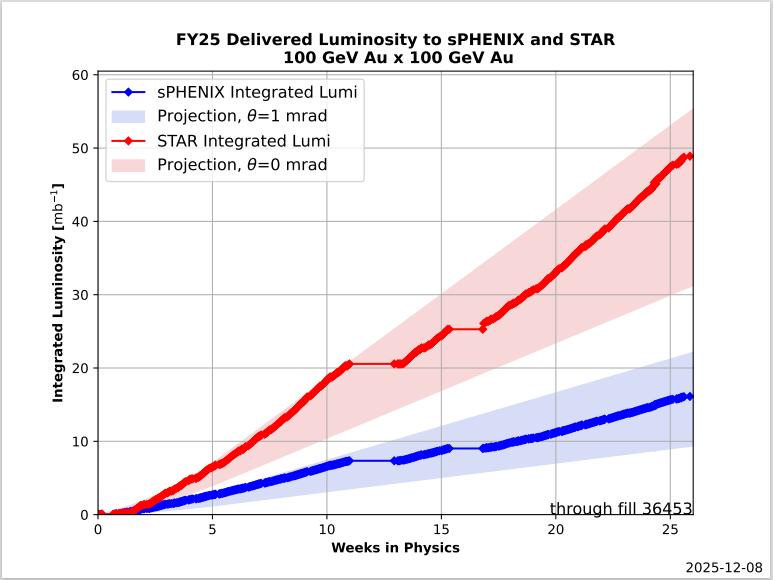 FY25 Delivered Luminosity to sPHENIX and STAR
100 GeV Au x 100 GeV Au
sPHENIX Integrated Lumi
Projection, θ=1 mrad
STAR Integrated Lumi
Projection, θ=0 mrad
Integrated Luminosity [mb⁻¹]
60
50
40
30
20
10
0
0 5 10 15 20 25
through fill 36453
Weeks in Physics
2025-12-08